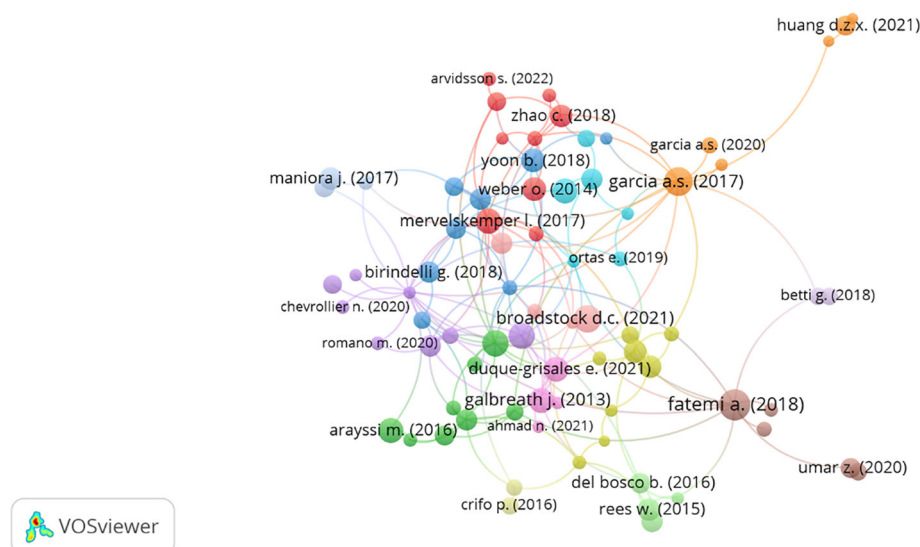 huang d.z.x. (2021)
arvidsson s. (2022)
zhao c. (2018)
garcia a.s. (2020)
yoon b. (2018)
maniora j. (2017)
garcia a.s. (2017)
weber o. (2014)
mervelskemper l. (2017)
ortas e. (2019)
birindelli g. (2018)
betti g. (2018)
chevrollier n. (2020)
broadstock d.c. (2021)
romano m. (2020)
duque-grisales e. (2021)
galbreath j. (2013)
fatemi a. (2018)
ahmad n. (2021)
arayssi m. (2016)
umar z. (2020)
del bosco b. (2016)
crifo p. (2016)
rees w. (2015)
VOSviewer